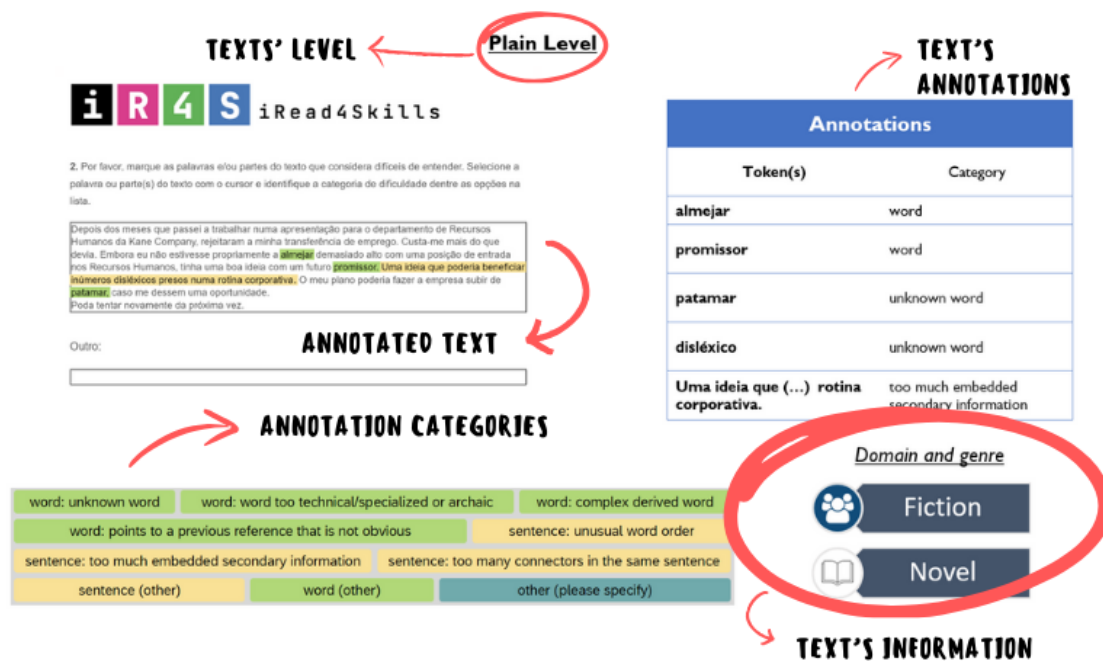 TEXTS' LEVEL
Plain Level
TEXT'S
ANNOTATIONS
iR4S iRead4Skills
2. Por favor, marque as palavras e/ou partes do texto que considera difíceis de entender. Selecione a
palavra ou parte(s) do texto com o cursor e identifique a categoria de dificuldade dentre as opções na
lista.
Depois dos meses que passei a trabalhar numa apresentação para o departamento de Recursos
Humanos da Kane Company, rejeitaram a minha transferência de emprego. Custa-me mais do que
devia. Embora eu não estivesse propriamente a almejar demasiado alto com uma posição de entrada
nos Recursos Humanos, tinha uma boa ideia com um futuro promissor. Uma ideia que poderia beneficiar
inúmeros disléxicos presos numa rotina corporativa. O meu plano poderia fazer a empresa subir de
patamar, caso me dessem uma oportunidade.
Poda tentar novamente da próxima vez.
ANNOTATED TEXT
Outro:
Annotations
Token(s) Category
almejar word
promissor word
patamar unknown word
disléxico unknown word
Uma ideia que (...) rotina too much embedded
corporativa. secondary information
ANNOTATION CATEGORIES
word: unknown word word: word too technical/specialized or archaic word: complex derived word
word: points to a previous reference that is not obvious sentence: unusual word order
sentence: too much embedded secondary information sentence: too many connectors in the same sentence
sentence (other) word (other) other (please specify)
Domain and genre
Fiction
Novel
TEXT'S INFORMATION